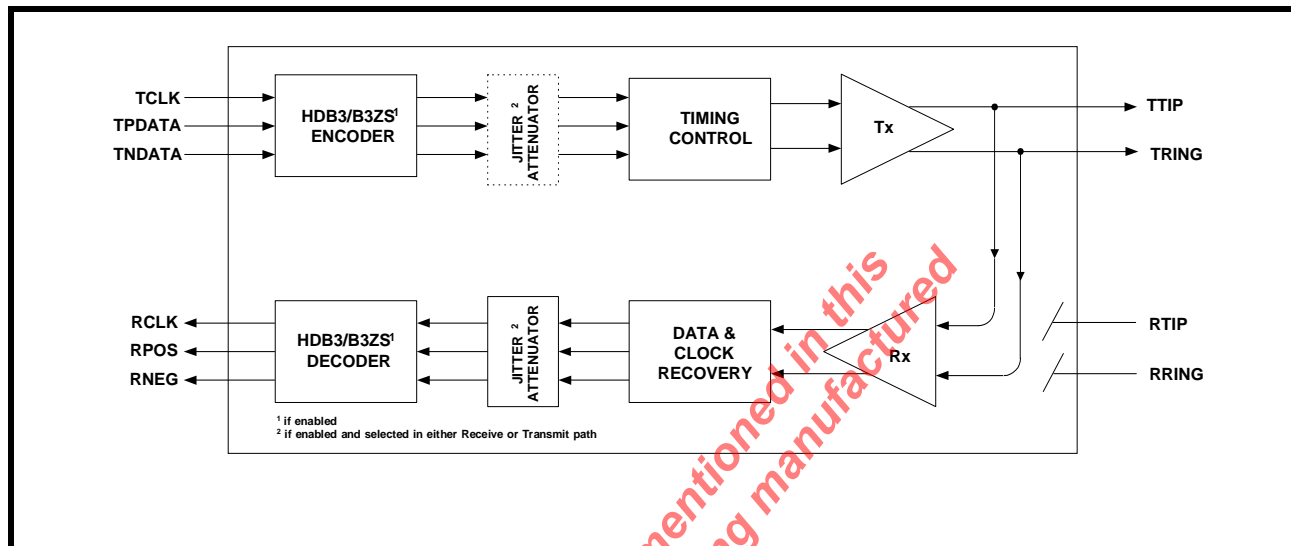 TCLK
TPDATA
TNDATA
HDB3/B3ZS¹
ENCODER
JITTER ²
ATTENUATOR
TIMING
CONTROL
Tx
TTIP
TRING
RCLK
RPOS
RNEG
HDB3/B3ZS¹
DECODER
JITTER ²
ATTENUATOR
DATA &
CLOCK
RECOVERY
Rx
RTIP
RRING
¹ if enabled
² if enabled and selected in either Receive or Transmit path
mentioned in this
ng manufactured